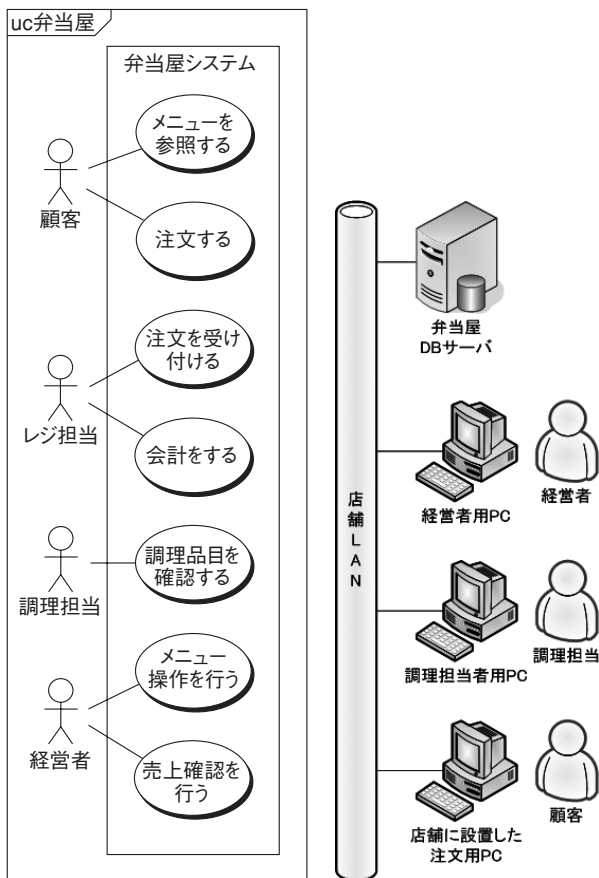 uc弁当屋
弁当屋システム
メニューを
参照する
顧客
注文する
注文を受け
付ける
レジ担当
会計をする
調理品目を
確認する
調理担当
メニュー
操作を行う
経営者
売上確認を
行う
店舗LAN
弁当屋
DBサーバ
経営者用PC
経営者
調理担当者用PC
調理担当
店舗に設置した
注文用PC
顧客